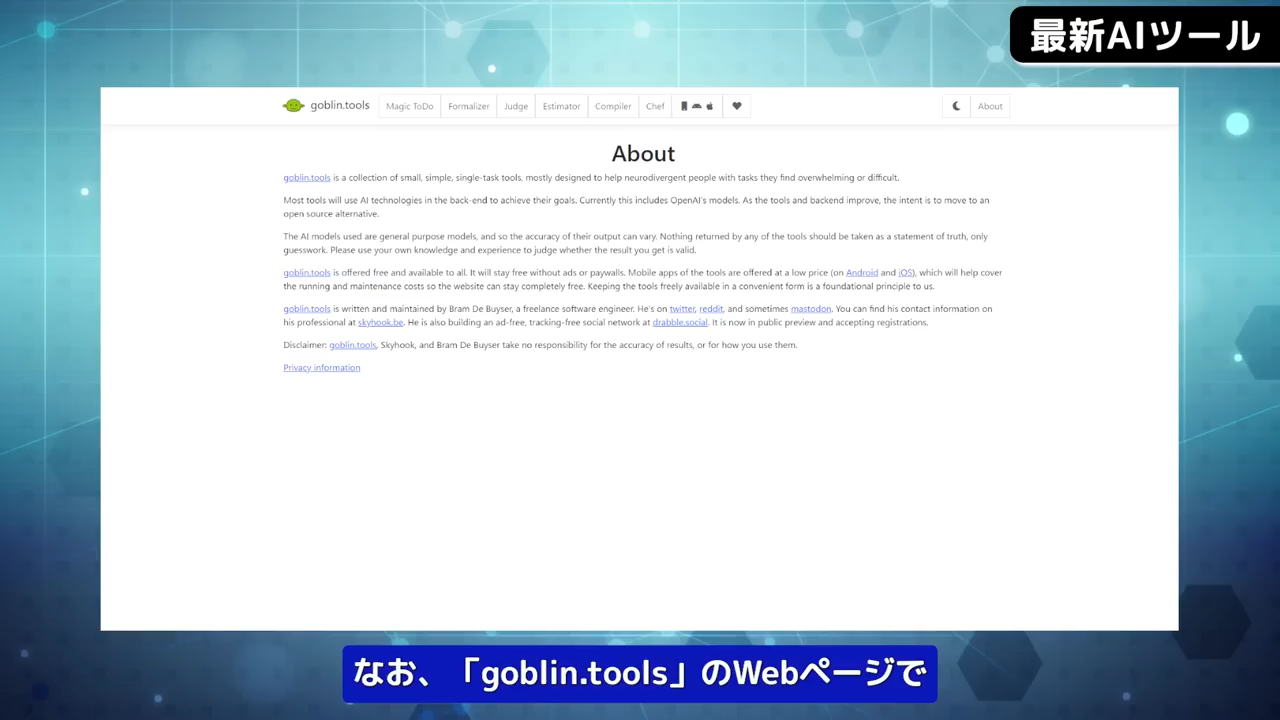 最新AIツール
goblin.tools Magic ToDo Formalizer Judge Estimator Compiler Chef About
About
goblin.tools is a collection of small, simple, single-task tools, mostly designed to help neurodivergent people with tasks they find overwhelming or difficult.
Most tools will use AI technologies in the back-end to achieve their goals. Currently this includes OpenAI's models. As the tools and backend improve, the intent is to move to an
open source alternative.
The AI models used are general purpose models, and so the accuracy of their output can vary. Nothing returned by any of the tools should be taken as a statement of truth, only
guesswork. Please use your own knowledge and experience to judge whether the result you get is valid.
goblin.tools is offered free and available to all. It will stay free without ads or paywalls. Mobile apps of the tools are offered at a low price (on Android and iOS), which will help cover
the running and maintenance costs so the website can stay completely free. Keeping the tools freely available in a convenient form is a foundational principle to us.
goblin.tools is written and maintained by Bram De Buyser, a freelance software engineer. He's on twitter, reddit, and sometimes mastodon. You can find his contact information on
his professional at skyhook.be. He is also building an ad-free, tracking-free social network at drabble.social. It is now in public preview and accepting registrations.
Disclaimer: goblin.tools, Skyhook, and Bram De Buyser take no responsibility for the accuracy of results, or for how you use them.
Privacy information
なお、「goblin.tools」のWebページで